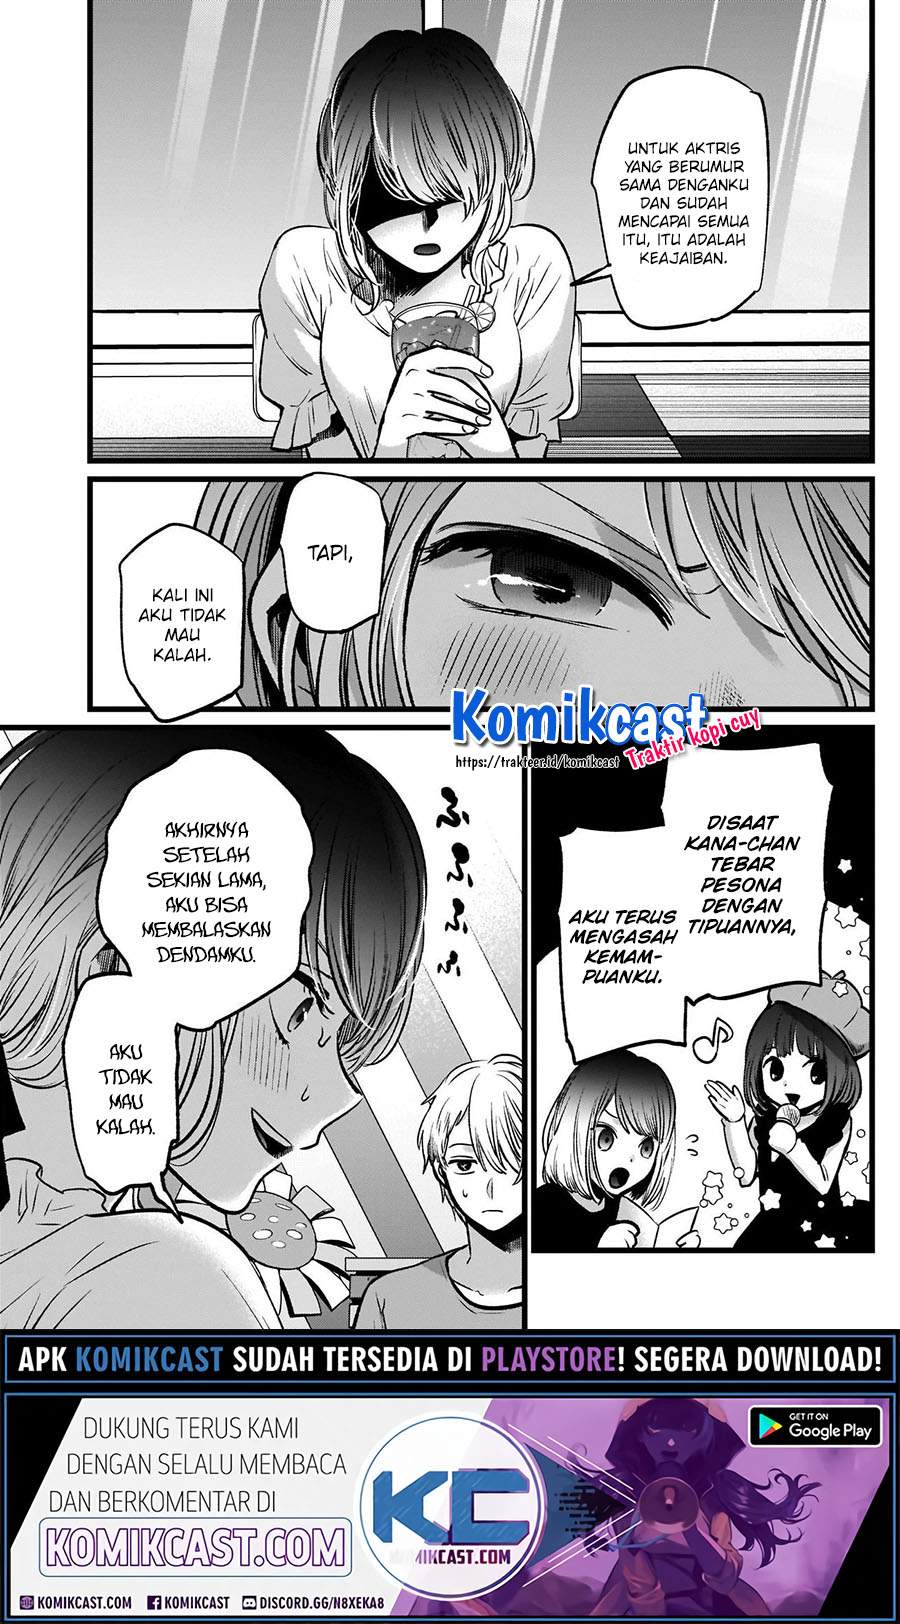 UNTUK AKTRIS
YANG BERUMUR
SAMA DENGANKU
DAN SUDAH
MENCAPAI SEMUA
ITU, ITU ADALAH
KEAJAIBAN.
TAPI,
KALI INI
AKU TIDAK
MAU
KALAH.
Komikcast
Traktir kopi cuy
https://trakteer.id/komikcast
DISAAT
KANA-CHAN
TEBAR
PESONA
DENGAN
TIPUANNYA,
AKU TERUS
MENGASAH
KEMAM-
PUANKU.
AKHIRNYA
SETELAH
SEKIAN LAMA,
AKU BISA
MEMBALASKAN
DENDAMKU.
ふふふふ
AKU
TIDAK
MAU
KALAH.
APK KOMIKCAST SUDAH TERSEDIA DI PLAYSTORE! SEGERA DOWNLOAD!
DUKUNG TERUS KAMI
DENGAN SELALU MEMBACA
DAN BERKOMENTAR DI
KOMIKCAST.COM
KC
KOMIKCAST.COM
GET IT ON
Google Play
KOMIKCAST.COM
KOMIKCAST
DISCORD.GG/N8XEKA8